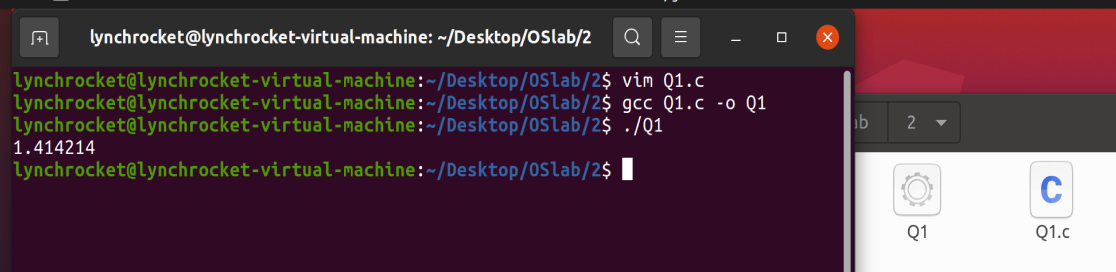 lynchrocket@lynchrocket-virtual-machine: ~/Desktop/OSlab/2
lynchrocket@lynchrocket-virtual-machine:~/Desktop/OSlab/2$ vim Q1.c
lynchrocket@lynchrocket-virtual-machine:~/Desktop/OSlab/2$ gcc Q1.c -o Q1
lynchrocket@lynchrocket-virtual-machine:~/Desktop/OSlab/2$ ./Q1
1.414214
lynchrocket@lynchrocket-virtual-machine:~/Desktop/OSlab/2$
2
C
Q1
Q1.c